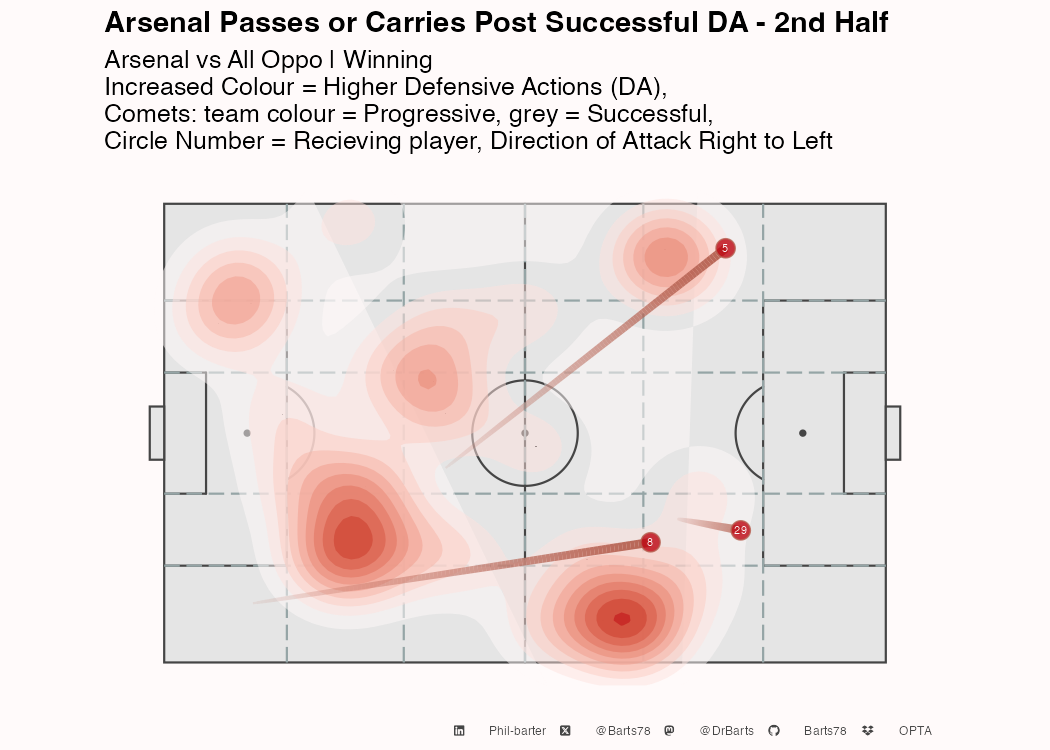 Arsenal Passes or Carries Post Successful DA - 2nd Half
Arsenal vs All Oppo | Winning
Increased Colour = Higher Defensive Actions (DA),
Comets: team colour = Progressive, grey = Successful,
Circle Number = Recieving player, Direction of Attack Right to Left
5
29
8
Phil-barter @Barts78 @DrBarts Barts78 OPTA